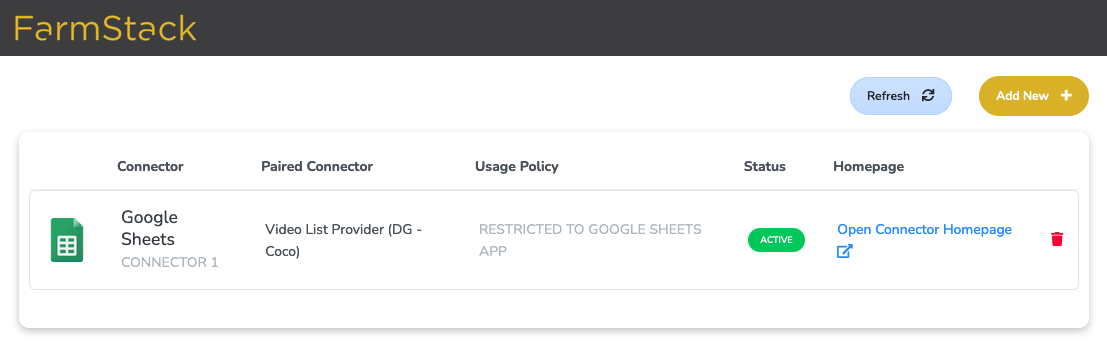 FarmStack
Refresh
Add New
Connector Paired Connector Usage Policy Status Homepage
Google
Sheets
CONNECTOR 1
Video List Provider (DG -
Coco)
RESTRICTED TO GOOGLE SHEETS
APP
ACTIVE
Open Connector Homepage